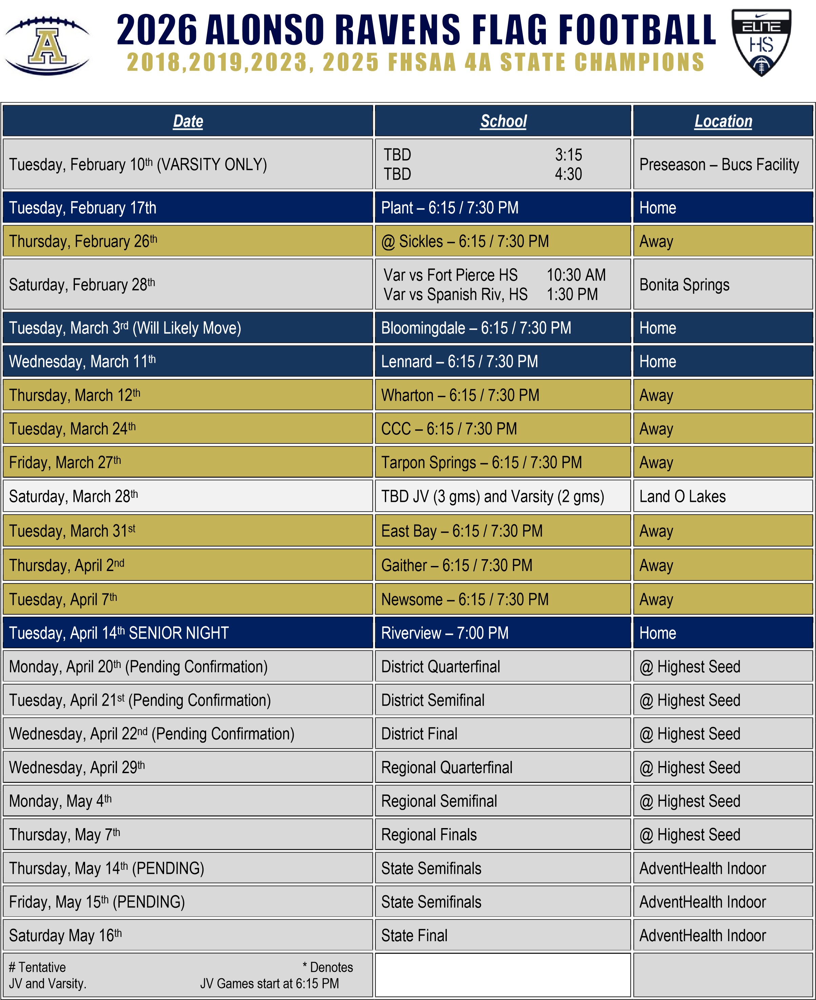 2026 ALONSO RAVENS FLAG FOOTBALL
2018,2019,2023, 2025 FHSAA 4A STATE CHAMPIONS
A
ELITE
HS
Date School Location
Tuesday, February 10th (VARSITY ONLY) TBD 3:15
TBD 4:30 Preseason – Bucs Facility
Tuesday, February 17th Plant – 6:15 / 7:30 PM Home
Thursday, February 26th @ Sickles – 6:15 / 7:30 PM Away
Saturday, February 28th Var vs Fort Pierce HS 10:30 AM
Var vs Spanish Riv, HS 1:30 PM Bonita Springs
Tuesday, March 3rd (Will Likely Move) Bloomingdale – 6:15 / 7:30 PM Home
Wednesday, March 11th Lennard – 6:15 / 7:30 PM Home
Thursday, March 12th Wharton – 6:15 / 7:30 PM Away
Tuesday, March 24th CCC – 6:15 / 7:30 PM Away
Friday, March 27th Tarpon Springs – 6:15 / 7:30 PM Away
Saturday, March 28th TBD JV (3 gms) and Varsity (2 gms) Land O Lakes
Tuesday, March 31st East Bay – 6:15 / 7:30 PM Away
Thursday, April 2nd Gaither – 6:15 / 7:30 PM Away
Tuesday, April 7th Newsome – 6:15 / 7:30 PM Away
Tuesday, April 14th SENIOR NIGHT Riverview – 7:00 PM Home
Monday, April 20th (Pending Confirmation) District Quarterfinal @ Highest Seed
Tuesday, April 21st (Pending Confirmation) District Semifinal @ Highest Seed
Wednesday, April 22nd (Pending Confirmation) District Final @ Highest Seed
Wednesday, April 29th Regional Quarterfinal @ Highest Seed
Monday, May 4th Regional Semifinal @ Highest Seed
Thursday, May 7th Regional Finals @ Highest Seed
Thursday, May 14th (PENDING) State Semifinals AdventHealth Indoor
Friday, May 15th (PENDING) State Semifinals AdventHealth Indoor
Saturday May 16th State Final AdventHealth Indoor
# Tentative * Denotes
JV and Varsity. JV Games start at 6:15 PM